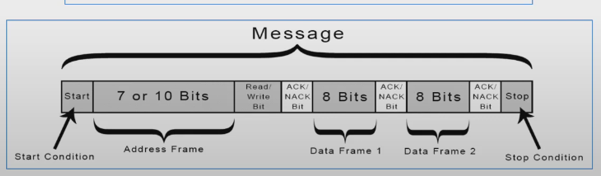 Message
Start
7 or 10 Bits
Read/
Write
Bit
ACK/
NACK
Bit
8 Bits
ACK/
NACK
Bit
8 Bits
ACK/
NACK
Bit
Stop
Start Condition
Address Frame
Data Frame 1
Data Frame 2
Stop Condition